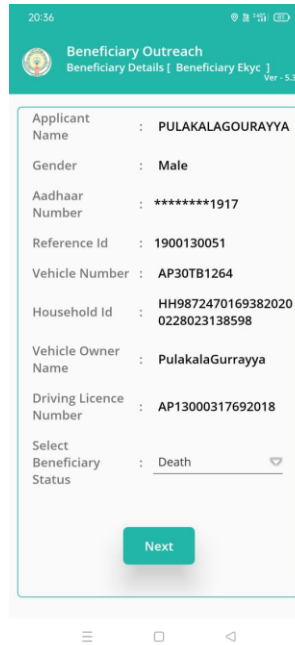 20:36
Beneficiary Outreach
Beneficiary Details [ Beneficiary Ekyc ]
Ver - 5.3
Applicant Name : PULAKALAGOURAYYA
Gender : Male
Aadhaar Number : ********1917
Reference Id : 1900130051
Vehicle Number : AP30TB1264
Household Id : HH9872470169382020
0228023138598
Vehicle Owner Name : PulakalaGurrayya
Driving Licence Number : AP13000317692018
Select Beneficiary Status : Death
Next